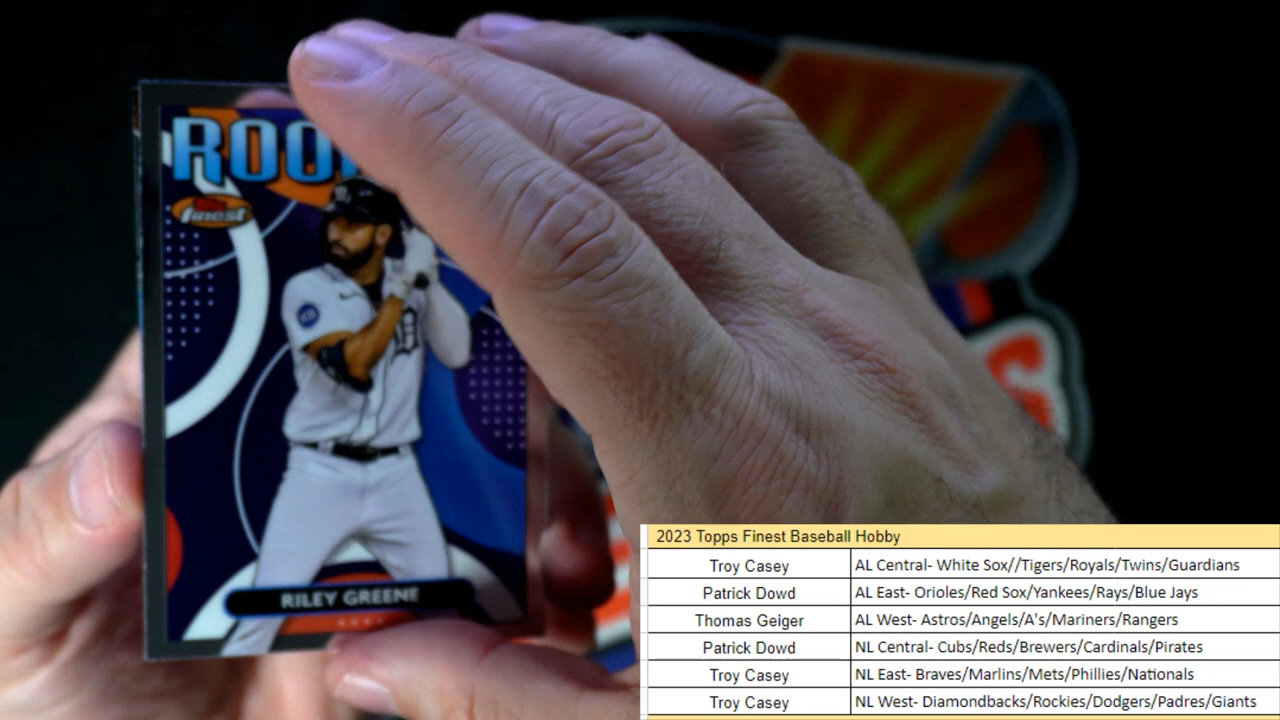 ROO
finest
D
RILEY GREENE
2023 Topps Finest Baseball Hobby
Troy Casey AL Central- White Sox//Tigers/Royals/Twins/Guardians
Patrick Dowd AL East- Orioles/Red Sox/Yankees/Rays/Blue Jays
Thomas Geiger AL West- Astros/Angels/A's/Mariners/Rangers
Patrick Dowd NL Central- Cubs/Reds/Brewers/Cardinals/Pirates
Troy Casey NL East- Braves/Marlins/Mets/Phillies/Nationals
Troy Casey NL West- Diamondbacks/Rockies/Dodgers/Padres/Giants